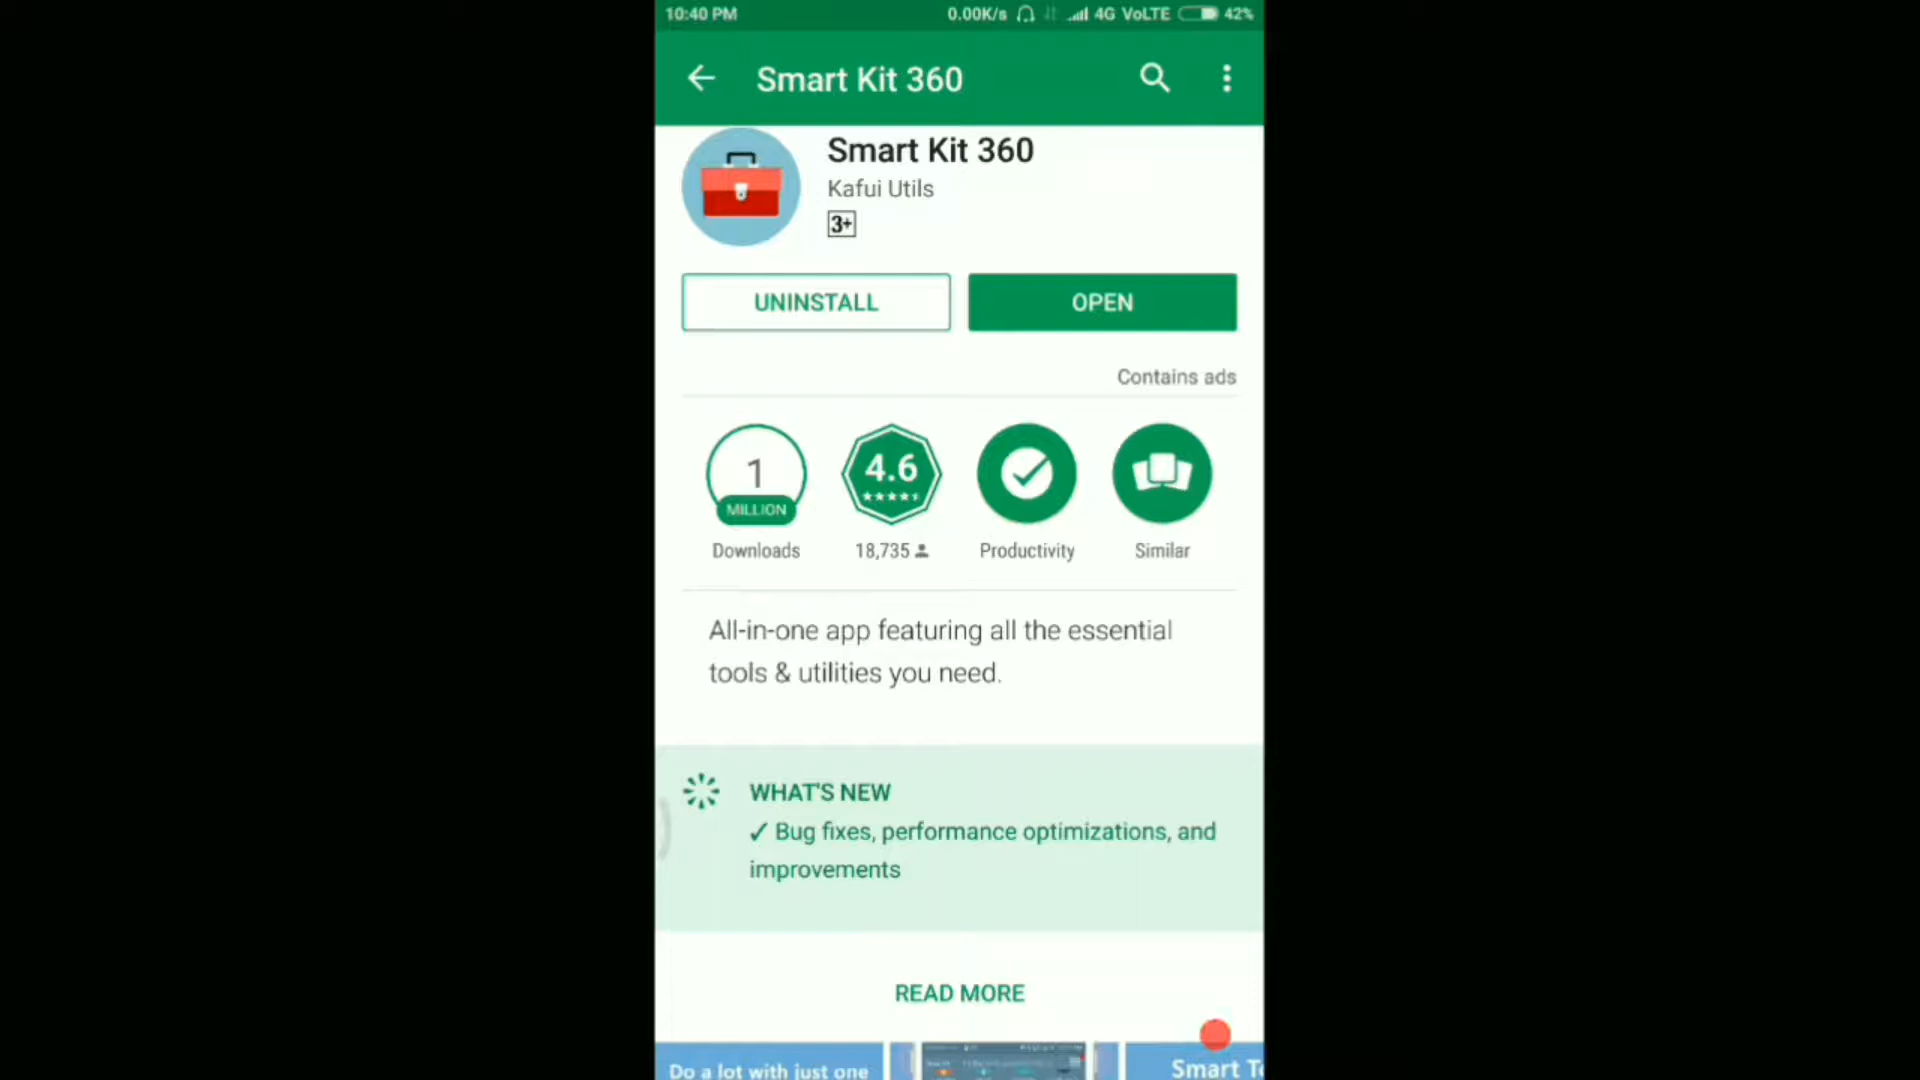 10:40 PM 0.00K/s 4G VoLTE 42%
Smart Kit 360
Smart Kit 360
Kafui Utils
3+
UNINSTALL OPEN
Contains ads
1 MILLION 4.6
Downloads 18,735 Productivity Similar
All-in-one app featuring all the essential
tools & utilities you need.
WHAT'S NEW
✓ Bug fixes, performance optimizations, and
improvements
READ MORE
Do a lot with just one Smart